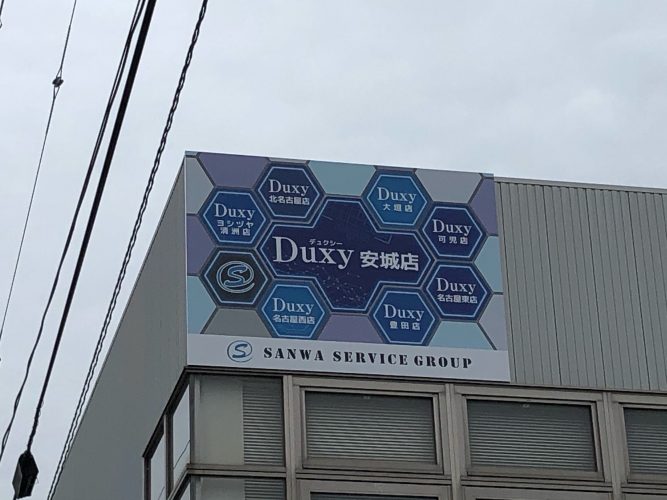 Duxy
北名古屋店
Duxy
大垣店
Duxy
ヨシヅヤ
清洲店
Duxy
可児店
デュクシー
Duxy 安城店
S
Duxy
名古屋東店
Duxy
名古屋西店
Duxy
豊田店
S SANWA SERVICE GROUP